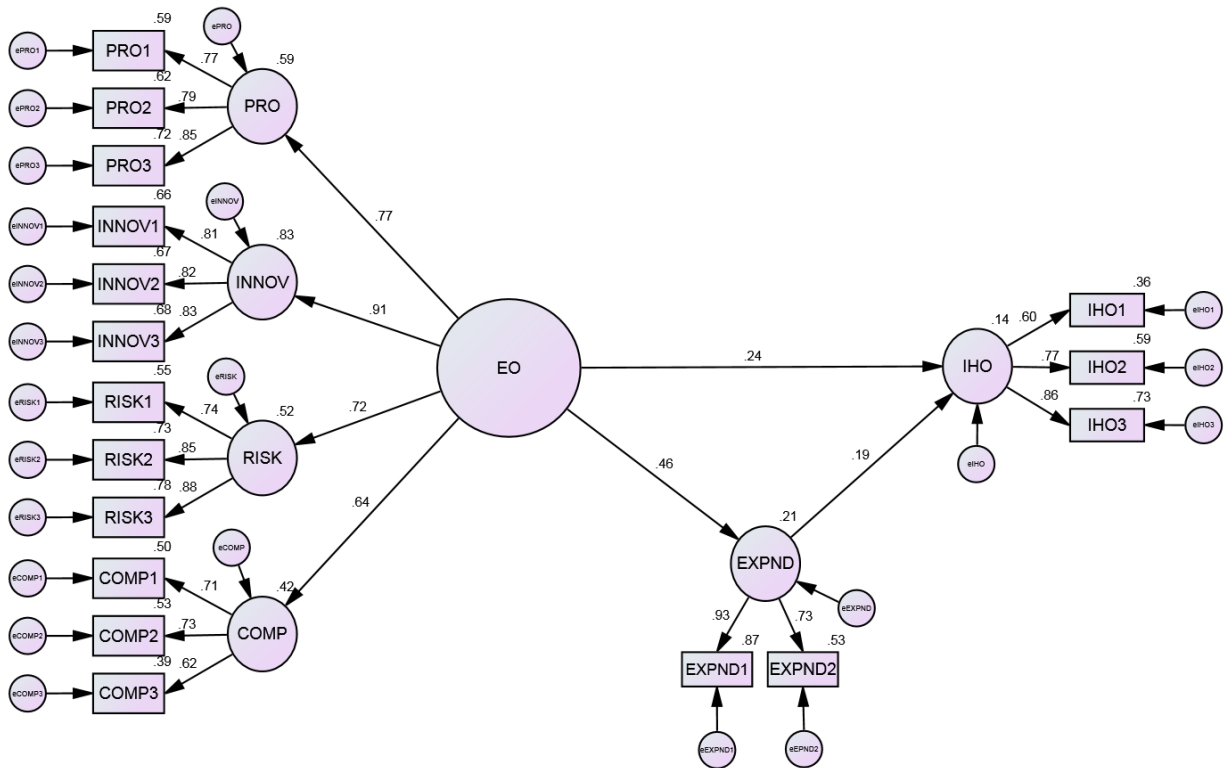 .59
ePRO1
PRO1
.77
ePRO
.59
PRO
.62
ePRO2
PRO2
.79
.72
.85
ePRO3
PRO3
.77
.66
eINNOV1
INNOV1
.81
eINNOV
.83
INNOV
.67
eINNOV2
INNOV2
.82
.68
.83
eINNOV3
INNOV3
.91
.55
eRISK1
RISK1
.74
eRISK
.52
RISK
.73
eRISK2
RISK2
.85
.78
.88
eRISK3
RISK3
.72
.50
eCOMP1
COMP1
.71
eCOMP
.42
COMP
.53
eCOMP2
COMP2
.73
.39
.62
eCOMP3
COMP3
.64
EO
.24
.46
.19
.14
IHO
eIHO
.60
.36
IHO1
eIHO1
.77
.59
IHO2
eIHO2
.86
.73
IHO3
eIHO3
.21
EXPND
eEXPND
.93
.87
EXPND1
eEXPND1
.73
.53
EXPND2
eEPND2